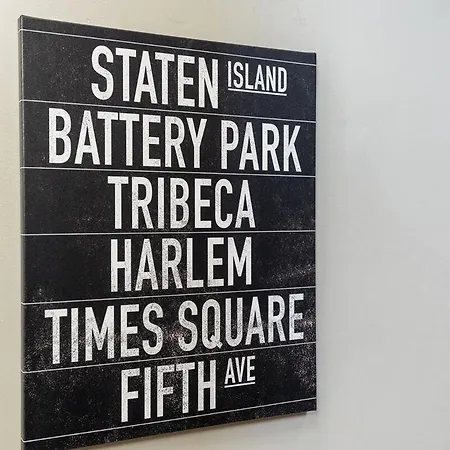 STATEN ISLAND
BATTERY PARK
TRIBECA
HARLEM
TIMES SQUARE
FIFTH AVE